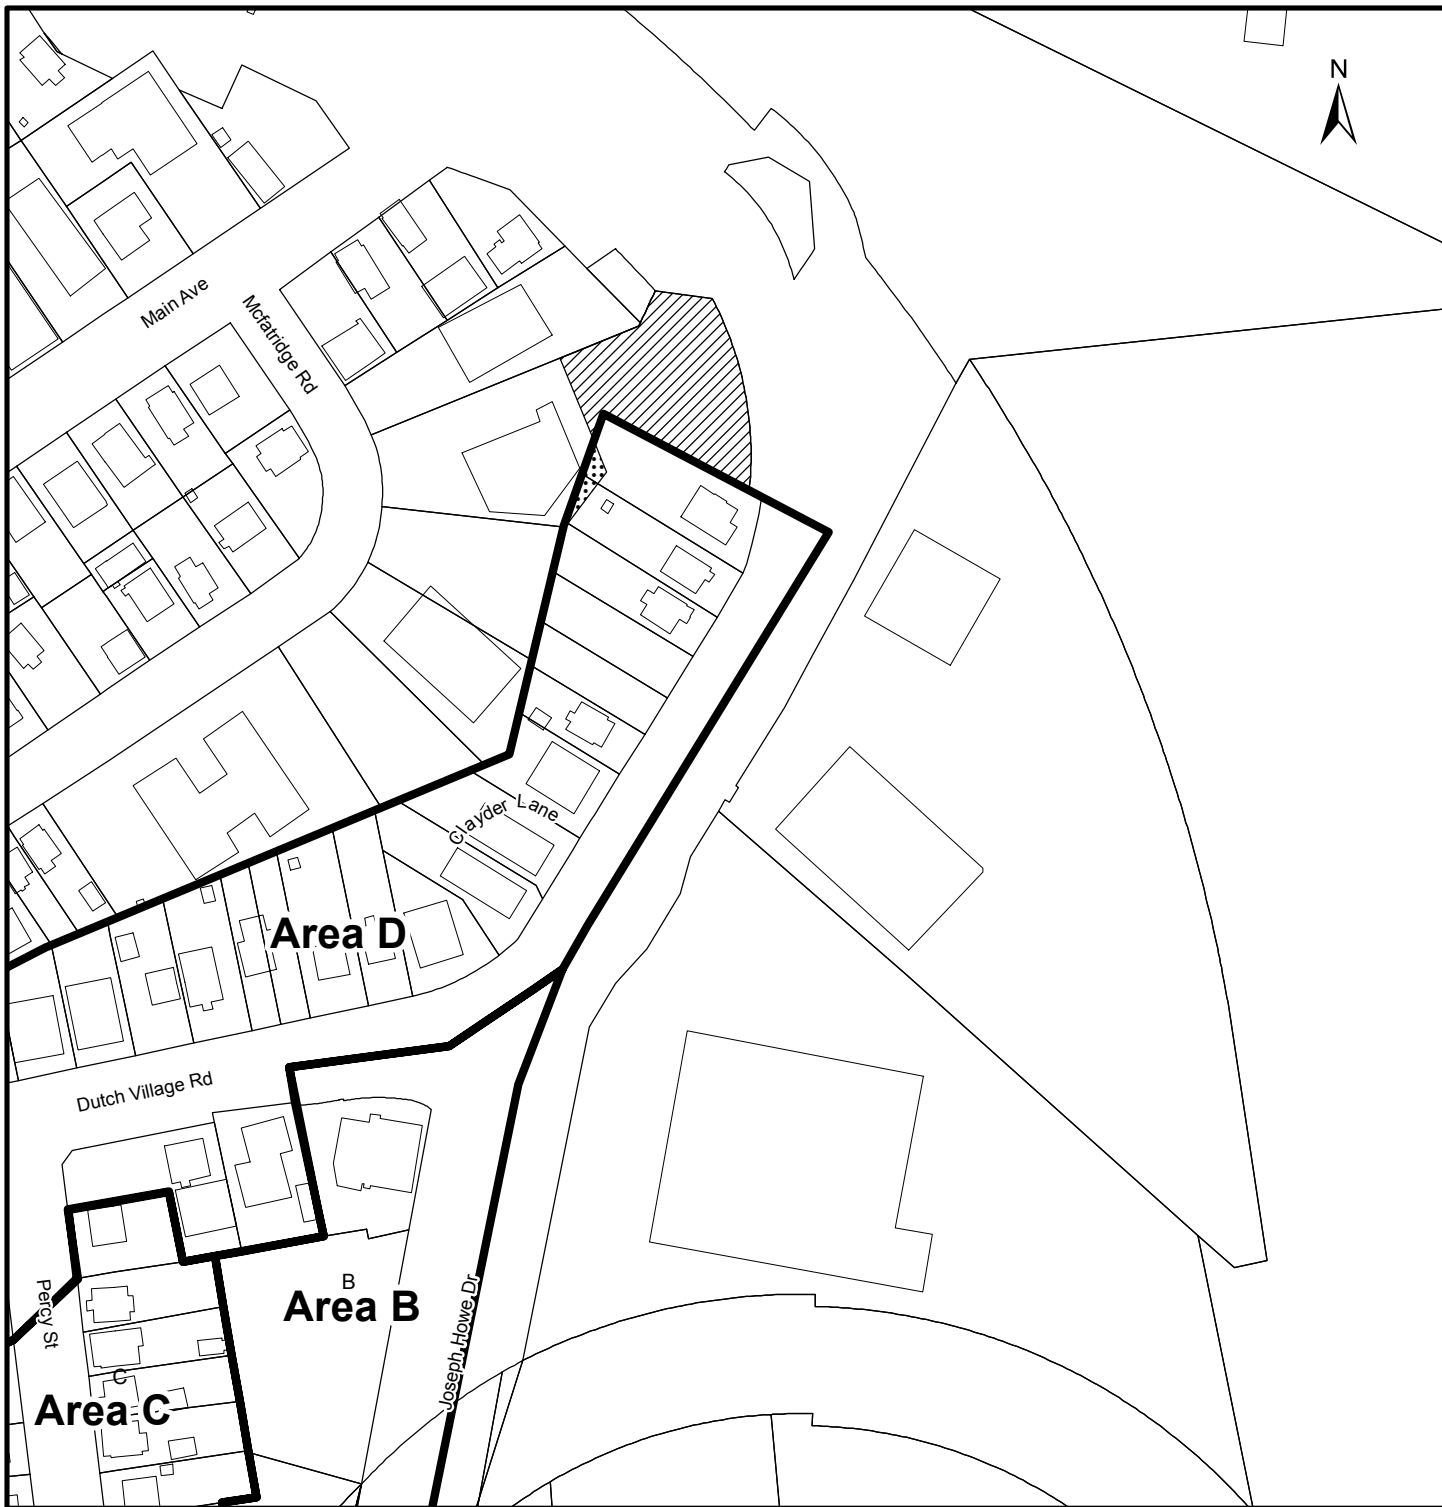 N
Main Ave
Mcfatridge Rd
Clayder Lane
Area D
Dutch Village Rd
B
Area B
Percy St
Joseph Howe Dr
C
Area C